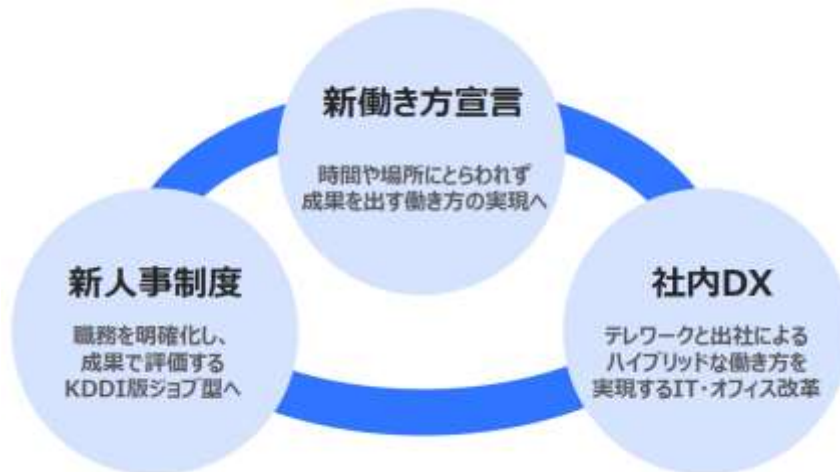 新働き方宣言
時間や場所にとらわれず
成果を出す働き方の実現へ
新人事制度
職務を明確化し、
成果で評価する
KDDI版ジョブ型へ
社内DX
テレワークと出社による
ハイブリッドな働き方を
実現するIT・オフィス改革